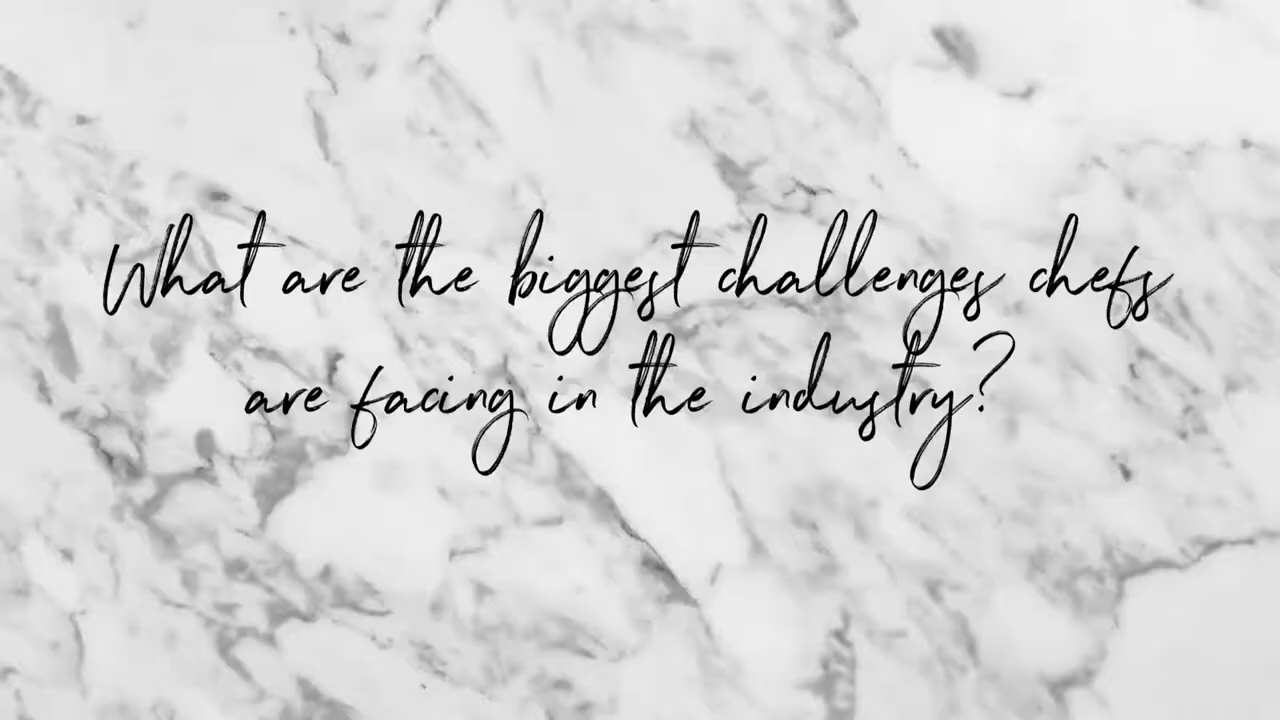 What are the biggest challenges chefs
are facing in the industry?